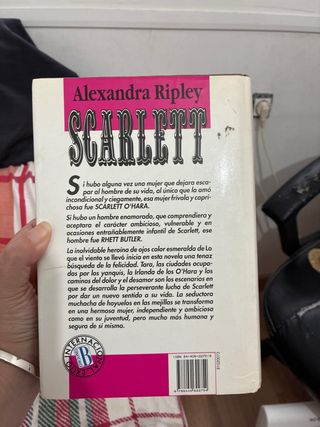 Alexandra Ripley
SCARLETT
Si hubo alguna vez una mujer que dejara esca-
par al hombre de su vida, al único que la amó
incondicional y ciegamente, esa mujer frívola y capri-
chosa fue SCARLETT O'HARA.
Si hubo un hombre enamorado, que comprendiera y
aceptara el carácter ambicioso, vulnerable y en
ocasiones entrañablemente infantil de Scarlett, ese
hombre fue RHETT BUTLER.
La inolvidable heroína de ojos color esmeralda de Lo
que el viento se llevó inicia en esta novela una tenaz
búsqueda de la felicidad. Tara, las ciudades ocupa-
das por los yanquis, la Irlanda de los O'Hara y los
caminos del dolor y el desamor son los escenarios en
que se desarrolla la perseverante lucha de Scarlett
por dar un nuevo sentido a su vida. La seductora
muchacha de hoyuelos en las mejillas se transforma
en una hermosa mujer, independiente y ambiciosa
como en su juventud, pero mucho más humana y
segura de sí misma.
B